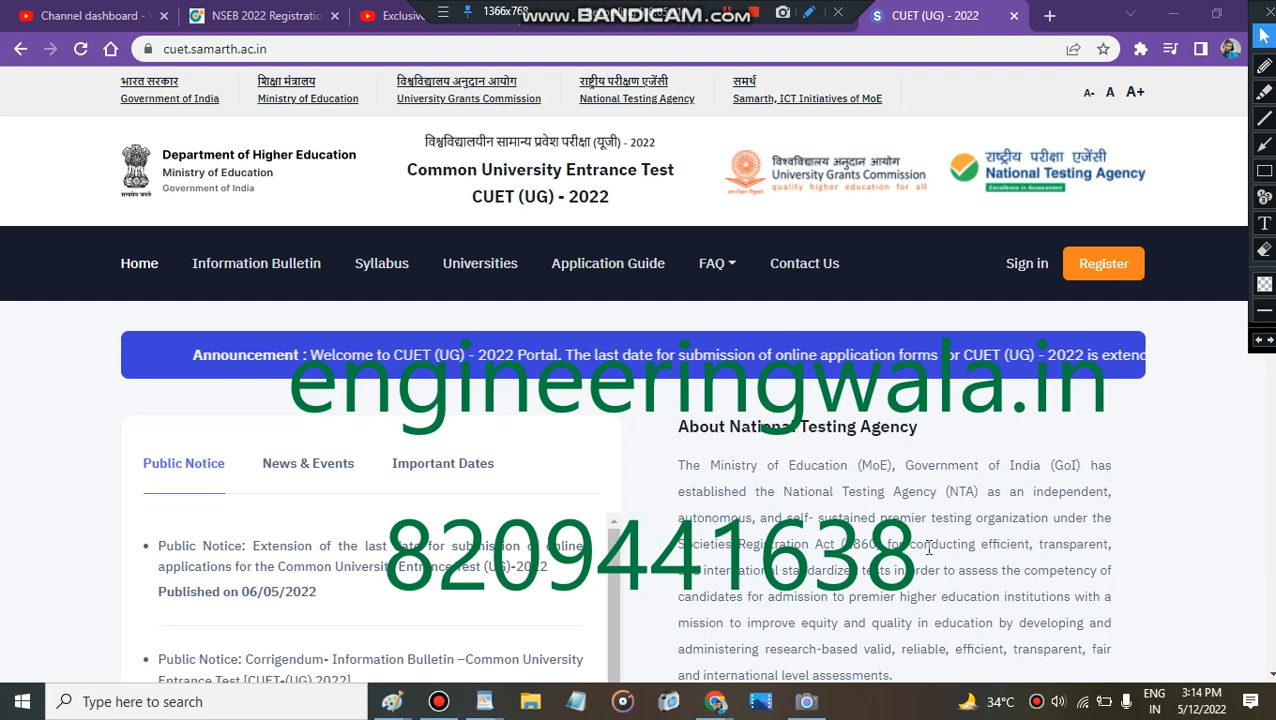 Channel dashboard -
NSEB 2022 Registratio
Exclusiv
1366x768
www.BANDICAM.com
CUET (UG) - 2022
cuet.samarth.ac.in
भारत सरकार
Government of India
शिक्षा मंत्रालय
Ministry of Education
विश्वविद्यालय अनुदान आयोग
University Grants Commission
राष्ट्रीय परीक्षण एजेंसी
National Testing Agency
समर्थ
Samarth, ICT Initiatives of MoE
A- A A+
सत्यमेव जयते
Department of Higher Education
Ministry of Education
Government of India
विश्वविद्यालयीन सामान्य प्रवेश परीक्षा (यूजी) - 2022
Common University Entrance Test
CUET (UG) - 2022
विश्वविद्यालय अनुदान आयोग
University Grants Commission
quality higher education for all
राष्ट्रीय परीक्षा एजेंसी
National Testing Agency
Excellence in Assessment
Home Information Bulletin Syllabus Universities Application Guide FAQ Contact Us Sign in Register
Announcement : Welcome to CUET (UG) - 2022 Portal. The last date for submission of online application forms for CUET (UG) - 2022 is extend
engineeringwala.in
Public Notice News & Events Important Dates
Public Notice: Extension of the last date for submission of online
applications for the Common University Entrance Test (UG)-2022
Published on 06/05/2022
Public Notice: Corrigendum- Information Bulletin –Common University
Entrance Test [CUET-(UG) 2022]
About National Testing Agency
The Ministry of Education (MoE), Government of India (GoI) has
established the National Testing Agency (NTA) as an independent,
autonomous, and self- sustained premier testing organization under the
Societies Registration Act (1860) for conducting efficient, transparent,
and international standardized tests in order to assess the competency of
candidates for admission to premier higher education institutions with a
mission to improve equity and quality in education by developing and
administering research-based valid, reliable, efficient, transparent, fair
and international level assessments.
8209441638
Type here to search
34°C
ENG
IN
3:14 PM
5/12/2022